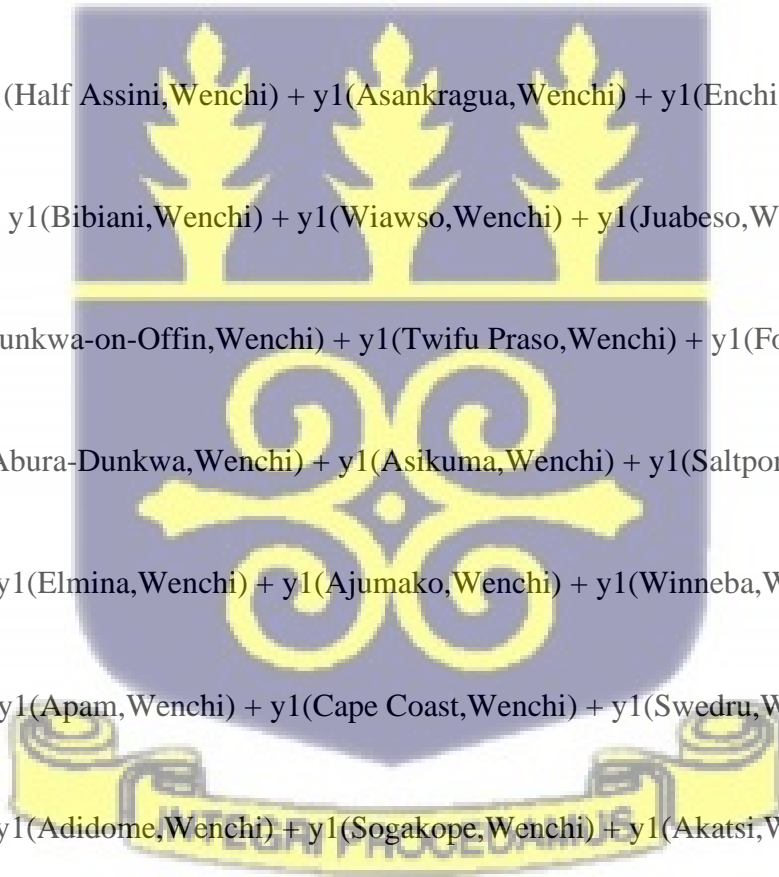 (Half Assini,Wenchi) + y1(Asankragua,Wenchi) + y1(Enchi
y1(Bibiani,Wenchi) + y1(Wiawso,Wenchi) + y1(Juabeso,W
unkwa-on-Offin,Wenchi) + y1(Twifu Praso,Wenchi) + y1(Fo
Abura-Dunkwa,Wenchi) + y1(Asikuma,Wenchi) + y1(Saltpon
y1(Elmina,Wenchi) + y1(Ajumako,Wenchi) + y1(Winneba,W
y1(Apam,Wenchi) + y1(Cape Coast,Wenchi) + y1(Swedru,W
y1(Adidome,Wenchi) + y1(Sogakope,Wenchi) + y1(Akatsi,W
INTEGRI PROCEDAMUS